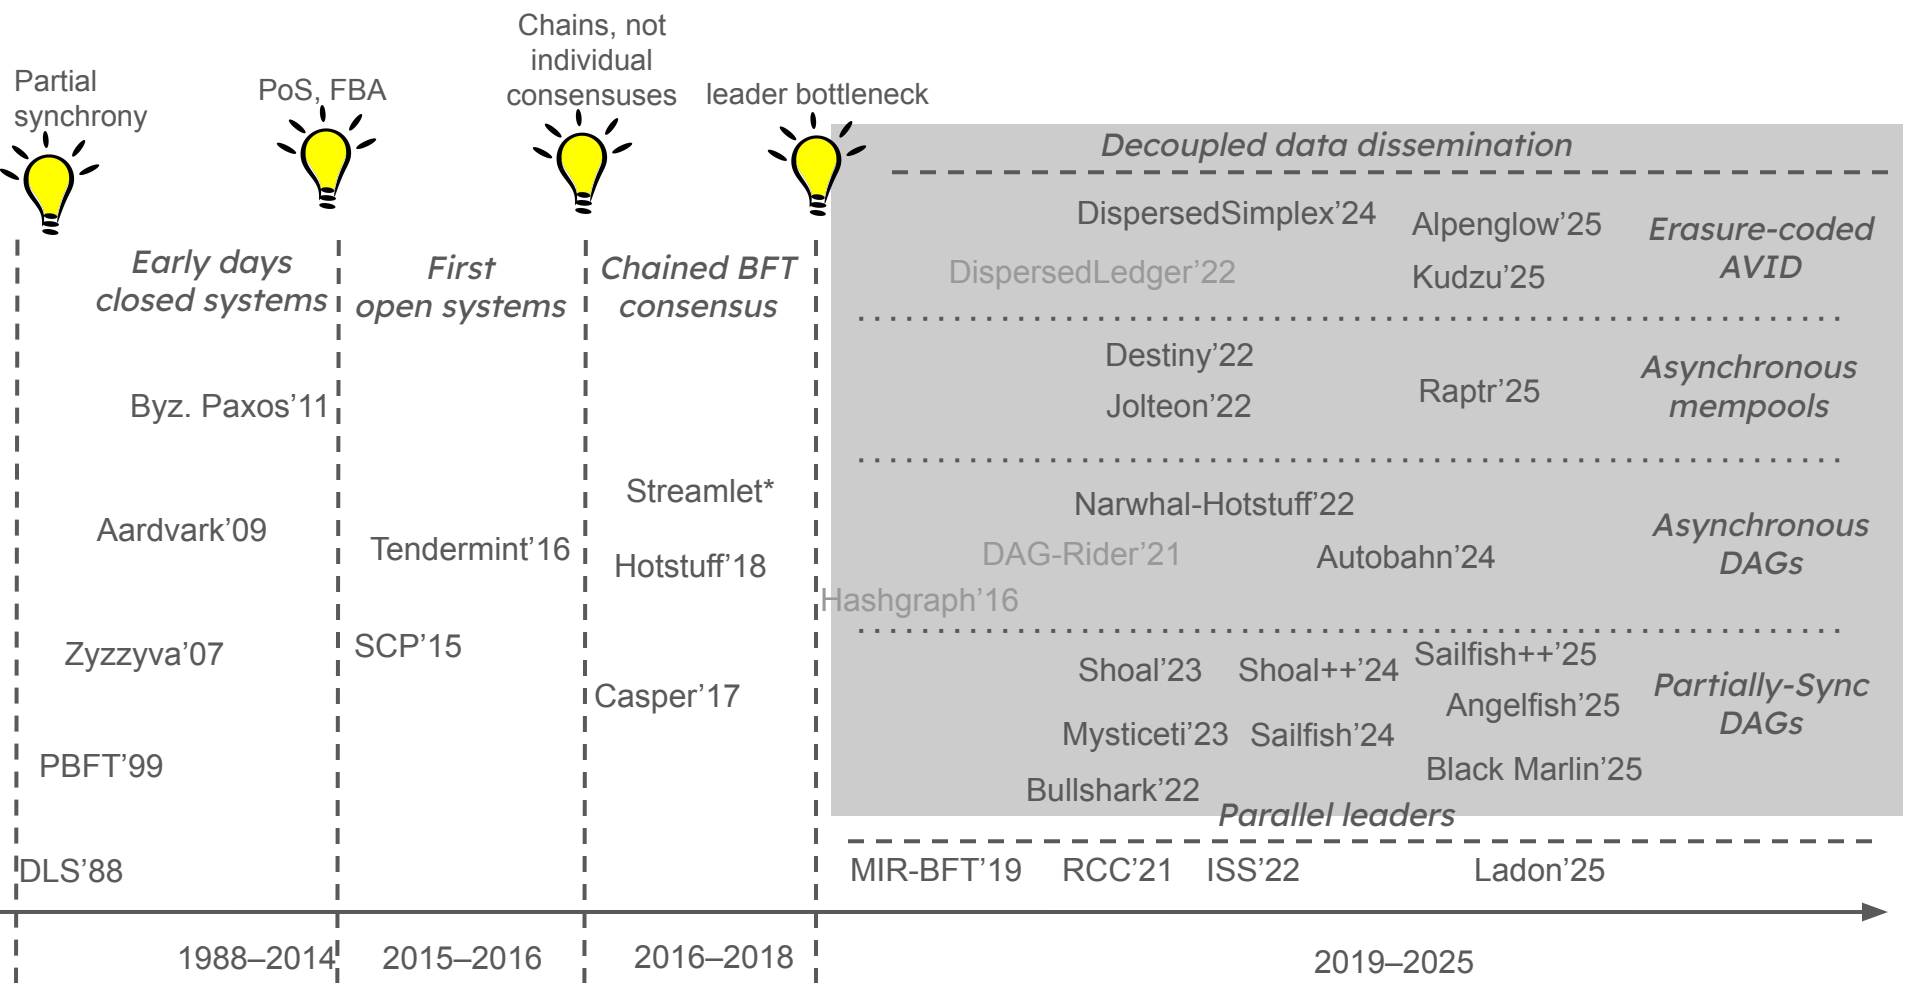 Chains, not
individual
consensuses
Partial
synchrony
PoS, FBA
leader bottleneck
Decoupled data dissemination
DispersedSimplex’24
Alpenglow’25
Erasure-coded
AVID
DispersedLedger’22
Kudzu’25
Early days
closed systems
First
open systems
Chained BFT
consensus
Destiny’22
Jolteon’22
Raptr’25
Asynchronous
mempools
Byz. Paxos’11
Streamlet*
Narwhal-Hotstuff’22
Asynchronous
DAGs
Aardvark’09
Tendermint’16
Hotstuff’18
DAG-Rider’21
Autobahn’24
Hashgraph’16
Zyzzyva’07
SCP’15
Casper’17
Shoal’23
Shoal++’24
Sailfish++’25
Angelfish’25
Partially-Sync
DAGs
Mysticeti’23
Sailfish’24
PBFT’99
Black Marlin’25
Bullshark’22
Parallel leaders
DLS’88
MIR-BFT’19
RCC’21
ISS’22
Ladon’25
1988–2014
2015–2016
2016–2018
2019–2025